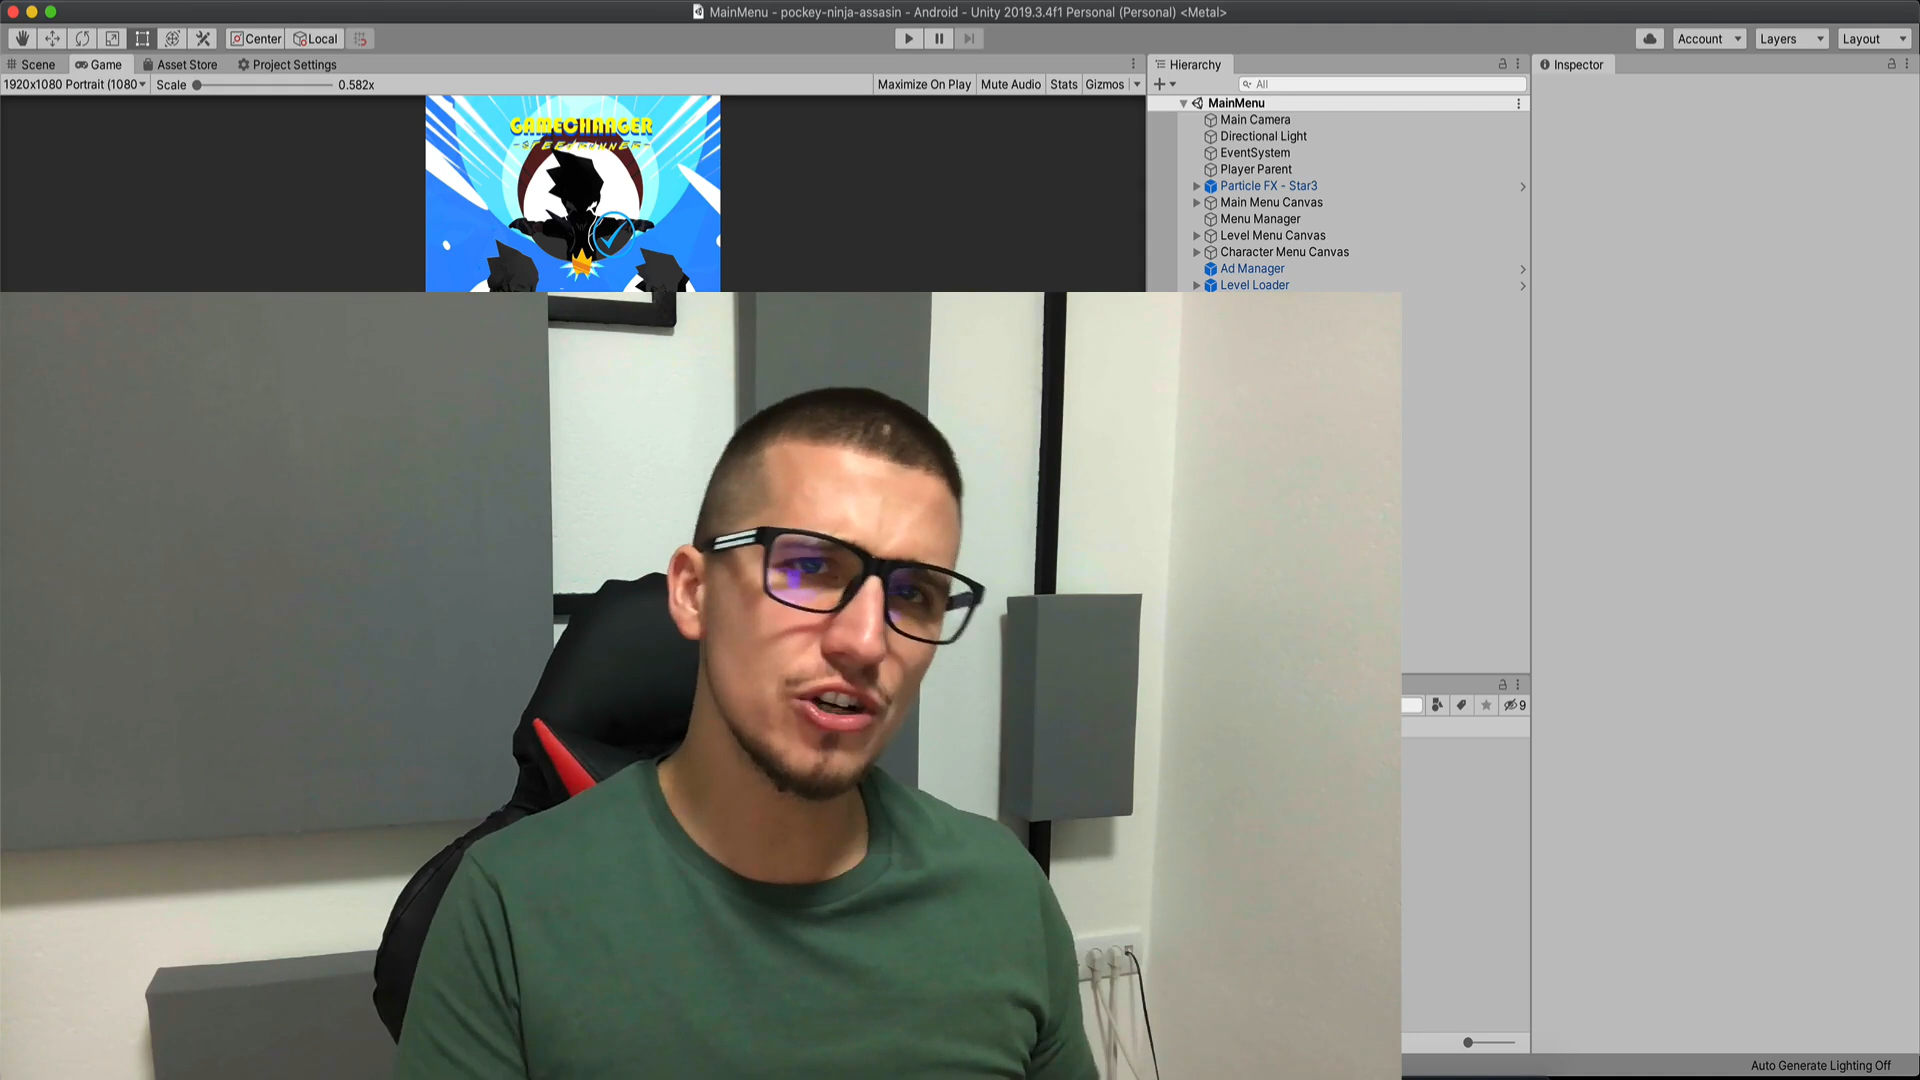 MainMenu - pockey-ninja-assasin - Android - Unity 2019.3.4f1 Personal (Personal) <Metal>
Center Local Account Layers Layout
Scene Game Asset Store Project Settings Hierarchy Inspector
1920x1080 Portrait (1080 Scale 0.582x Maximize On Play Mute Audio Stats Gizmos All
MainMenu
Main Camera
Directional Light
EventSystem
Player Parent
Particle FX - Star3
Main Menu Canvas
Menu Manager
Level Menu Canvas
Character Menu Canvas
Ad Manager
Level Loader
GAMECHANGER
-SPEEDRUNNER-
9
Auto Generate Lighting Off